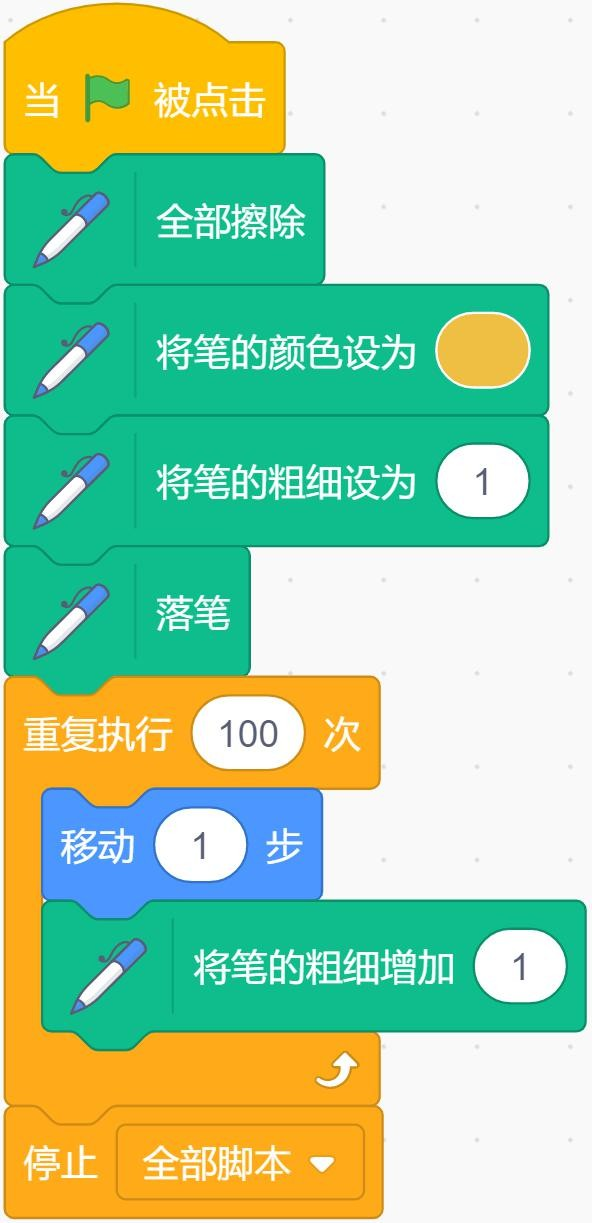 当 被点击
全部擦除
将笔的颜色设为
将笔的粗细设为 1
落笔
重复执行 100 次
移动 1 步
将笔的粗细增加 1
停止 全部脚本